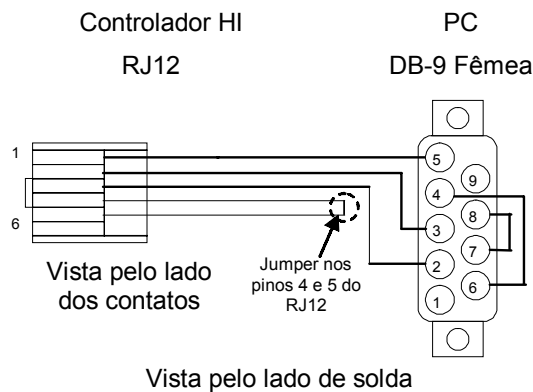 Controlador HI
RJ12
PC
DB-9 Fêmea
1
6
Vista pelo lado
dos contatos
Jumper nos
pinos 4 e 5 do
RJ12
5
9
4
8
3
7
2
6
1
Vista pelo lado de solda